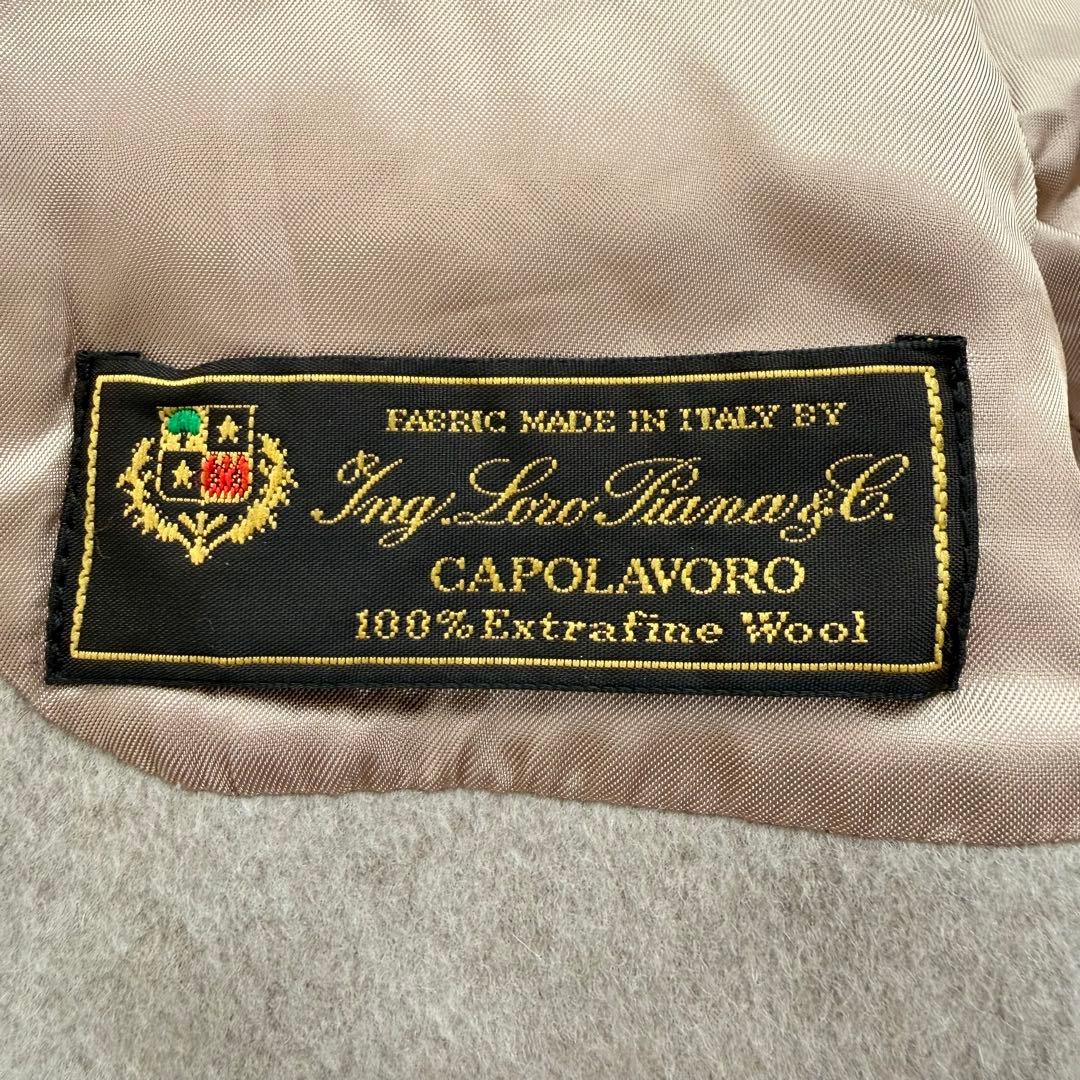 FABRIC MADE IN ITALY BY
Ing. Loro Piana & C.
CAPOLAVORO
100% Extrafine Wool